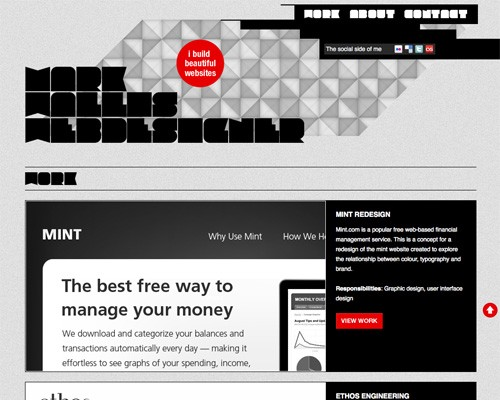 WORK ABOUT CONTACT
The social side of me
i build
beautiful
websites
MARK
WEBDESIGNER
WORK
MINT REDESIGN
Mint.com is a popular free web-based financial
management service. This is a concept for a
redesign of the mint website created to explore
the relationship between colour, typography and
brand.
Responsibilities: Graphic design, user interface
design
VIEW WORK
MINT
Why Use Mint
How We
The best free way to
manage your money
We download and categorize your balances and
transactions automatically every day — making it
effortless to see graphs of your spending, income,
MONTHLY
ethos
ETHOS ENGINEERING